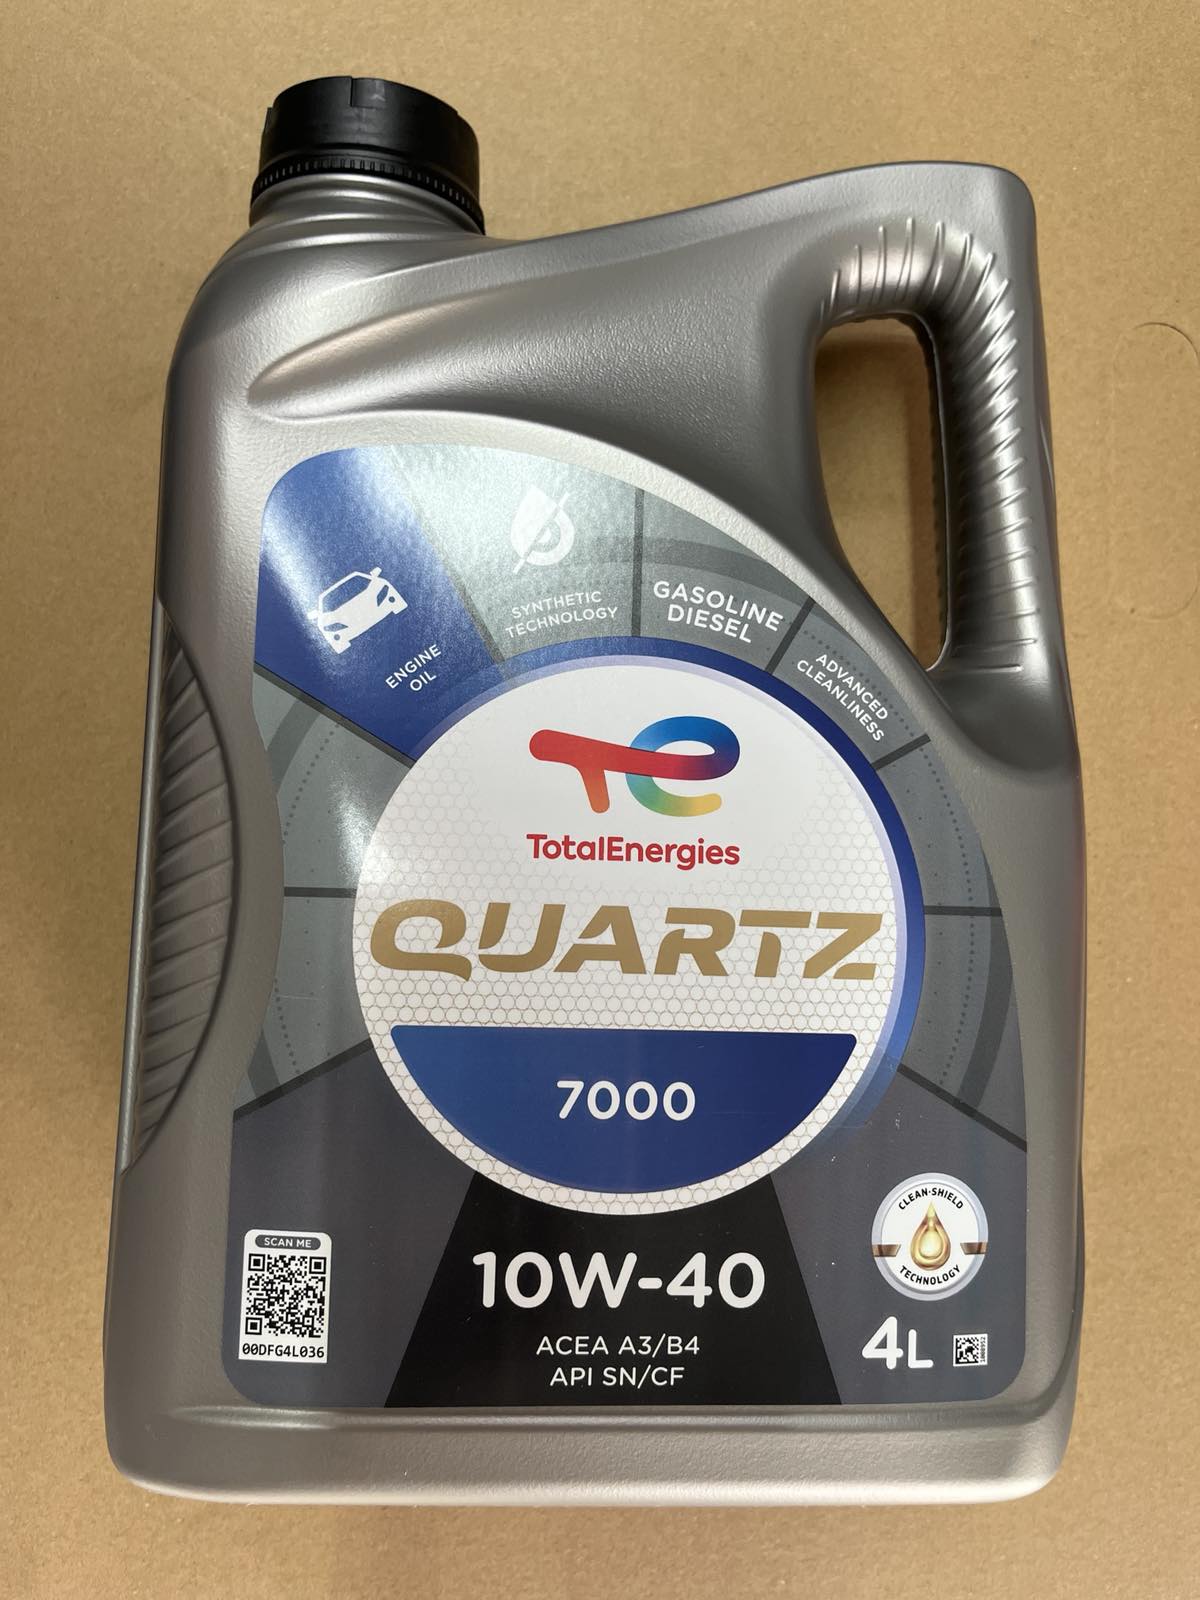 ENGINE
OIL
SYNTHETIC
TECHNOLOGY
GASOLINE
DIESEL
ADVANCED
CLEANLINESS
TotalEnergies
QUARTZ
7000
CLEAN-SHIELD
TECHNOLOGY
SCAN ME
00DFG4L036
10W-40
ACEA A3/B4
API SN/CF
4L